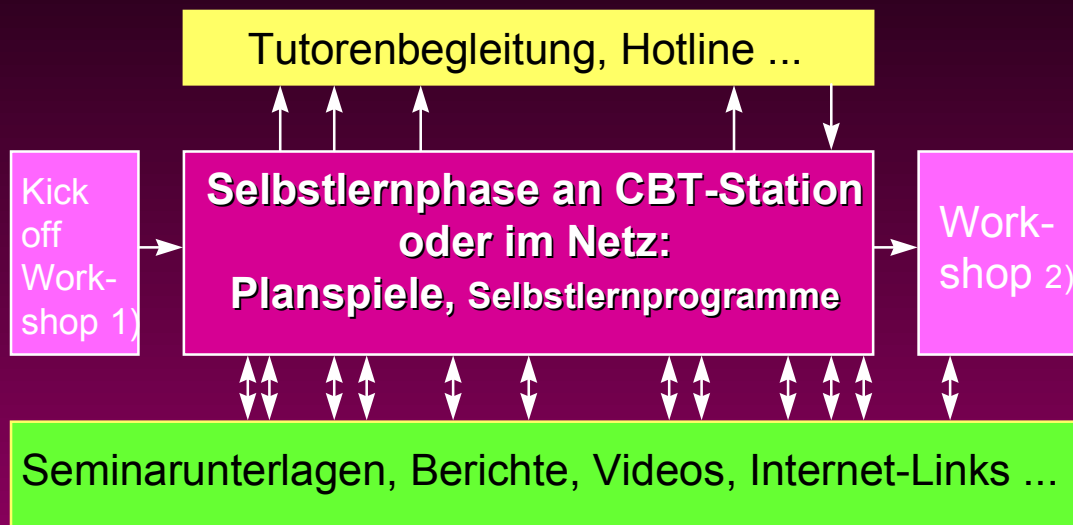 Tutorenbegleitung, Hotline ...
Kick
off
Work-
shop 1)
Selbstlernphase an CBT-Station
oder im Netz:
Planspiele, Selbstlernprogramme
Work-
shop 2)
Seminarunterlagen, Berichte, Videos, Internet-Links ...